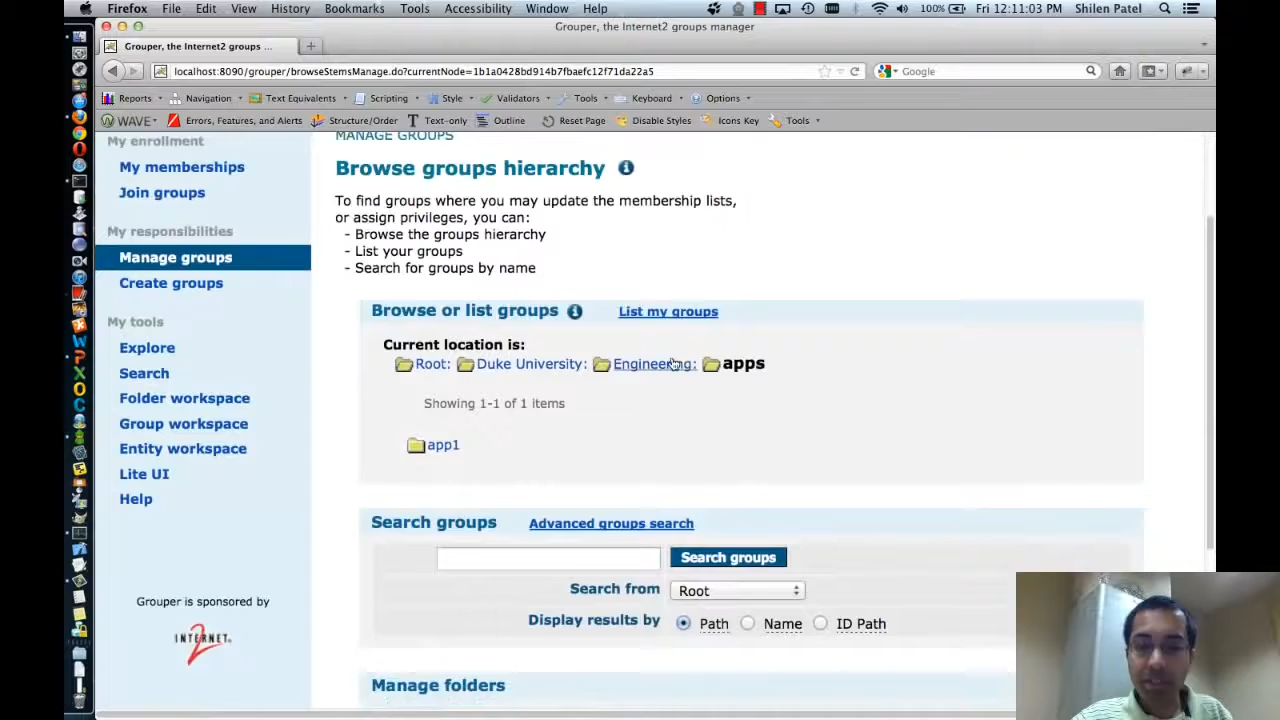 Firefox File Edit View History Bookmarks Tools Accessibility Window Help 100% Fri 12:11:03 PM Shilen Patel
Grouper, the Internet2 groups manager
Grouper, the Internet2 groups ...
localhost:8090/grouper/browseStemsManage.do?currentNode=1b1a0428bd914b7fbaefc12f71da22a5 Google
Reports Navigation Text Equivalents Scripting Style Validators Tools Keyboard Options
WAVE Errors, Features, and Alerts Structure/Order Text-only Outline Reset Page Disable Styles Icons Key Tools
My enrollment
My memberships
Join groups
My responsibilities
Manage groups
Create groups
My tools
Explore
Search
Folder workspace
Group workspace
Entity workspace
Lite UI
Help
Grouper is sponsored by
INTERNET2
MANAGE GROUPS
Browse groups hierarchy
To find groups where you may update the membership lists,
or assign privileges, you can:
- Browse the groups hierarchy
- List your groups
- Search for groups by name
Browse or list groups List my groups
Current location is:
Root: Duke University: Engineering: apps
Showing 1-1 of 1 items
app1
Search groups Advanced groups search
Search groups
Search from Root
Display results by Path Name ID Path
Manage folders